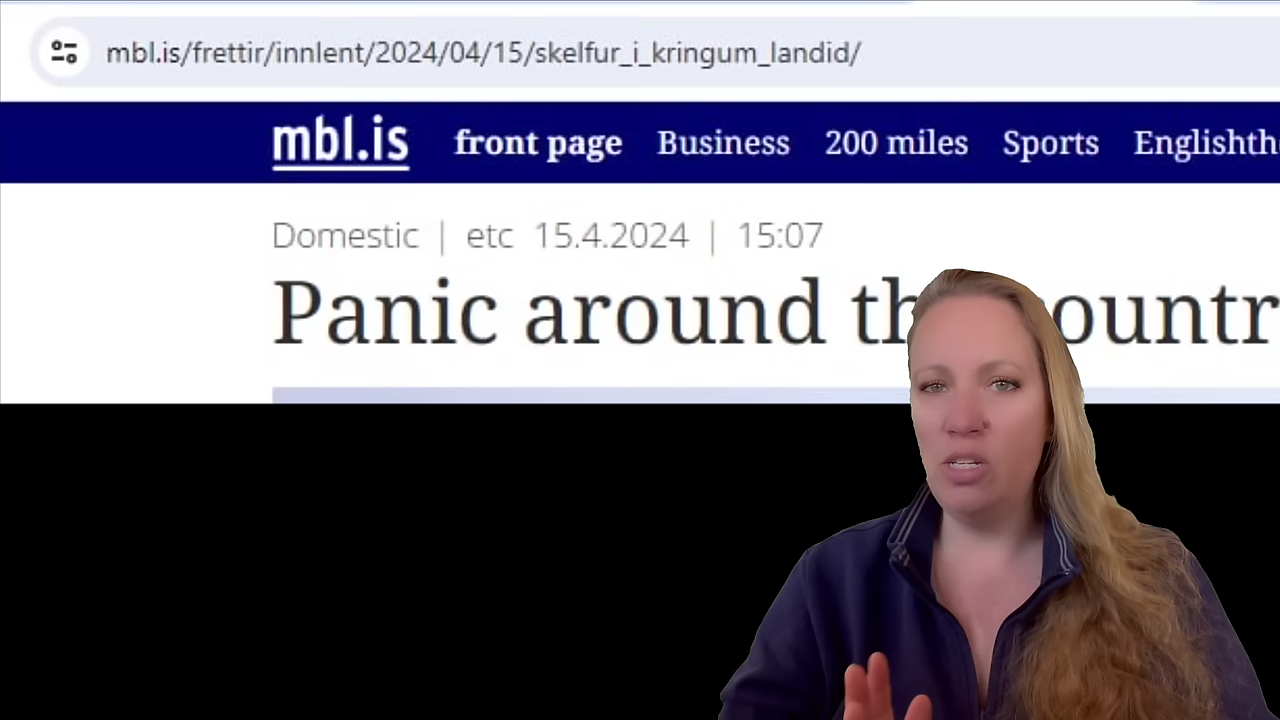 mbl.is/frettir/innlent/2024/04/15/skelfur_i_kringum_landid/
mbl.is front page Business 200 miles Sports Englishth
Domestic | etc 15.4.2024 | 15:07
Panic around